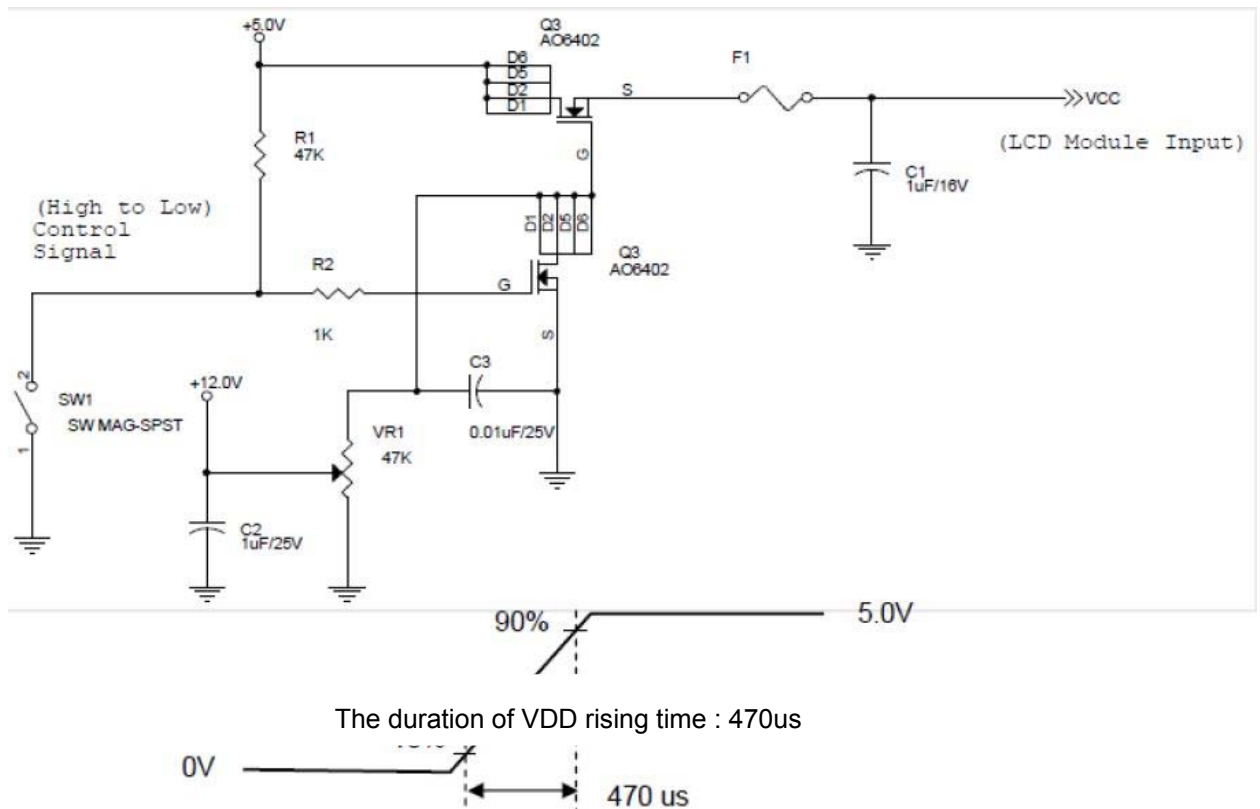 +5.0V
Q3
AO6402
D6
D5
D2
D1
S
G
F1
VCC
(LCD Module Input)
R1
47K
C1
1uF/16V
(High to Low)
Control
Signal
D1
D2
D5
D6
Q3
AO6402
R2
1K
G
S
C3
0.01uF/25V
+12.0V
2
SW1
SW MAG-SPST
1
VR1
47K
C2
1uF/25V
90%
5.0V
The duration of VDD rising time : 470us
0V
470 us